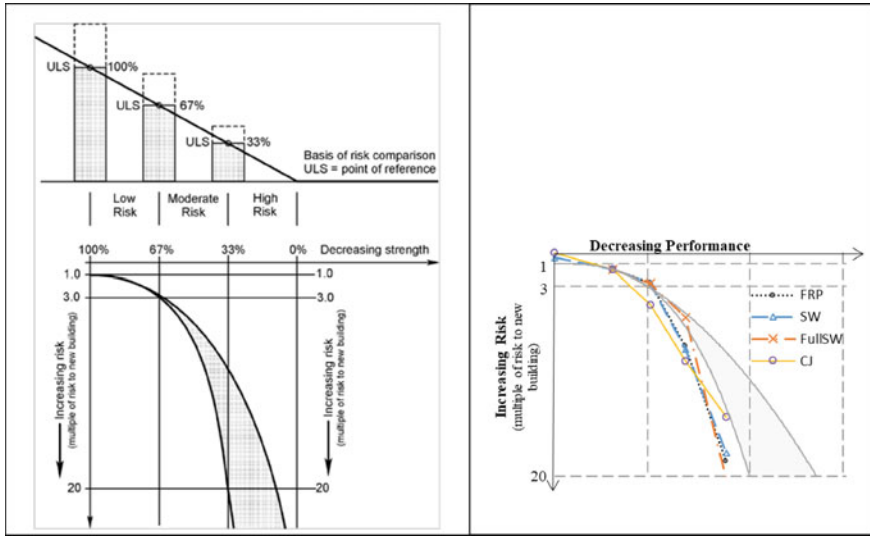 ULS
100%
ULS
67%
ULS
33%
Basis of risk comparison
ULS = point of reference
Low
Risk
Moderate
Risk
High
Risk
100%
67%
33%
0%
Decreasing strength
1.0
1.0
3.0
3.0
Increasing risk
(multiple of risk to new building)
Increasing risk
(multiple of risk to new building)
20
20
Decreasing Performance
1
3
FRP
SW
FullSW
CJ
Increasing Risk
(multiple of risk to new
building)
20